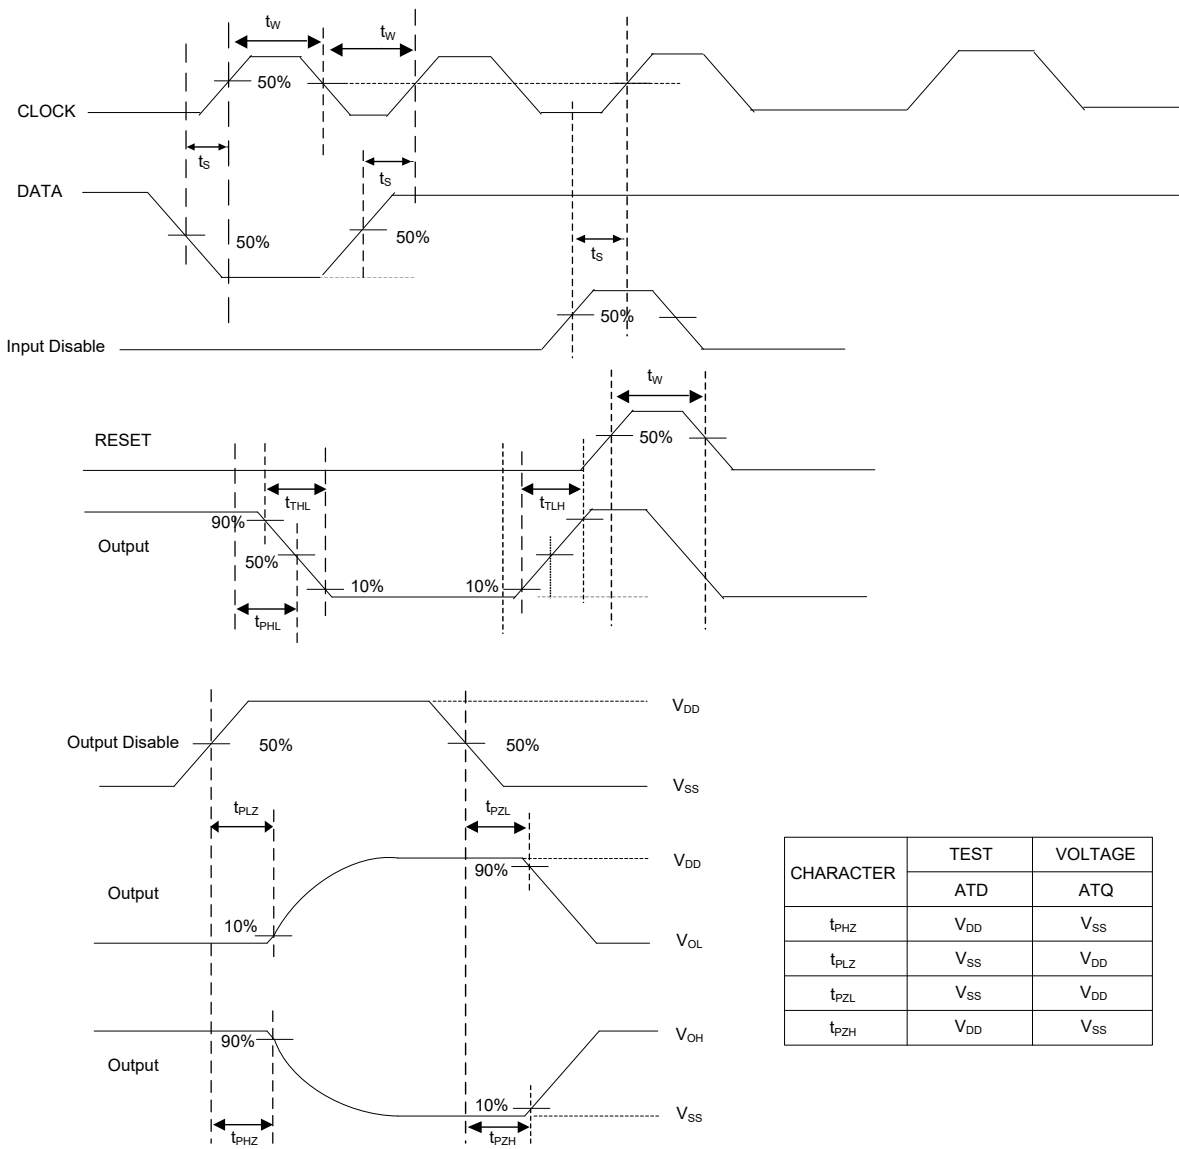 tW
tW
50%
CLOCK
tS
tS
DATA
50%
50%
tS
50%
Input Disable
tW
RESET
50%
tTHL
tTLH
90%
Output
50%
10%
10%
tPHL
VDD
Output Disable
50%
50%
VSS
tPLZ
tPZL
VDD
90%
Output
10%
VOL
VOH
90%
Output
10%
VSS
tPHZ
tPZH
CHARACTER TEST VOLTAGE
ATD ATQ
tPHZ VDD VSS
tPLZ VSS VDD
tPZL VSS VDD
tPZH VDD VSS